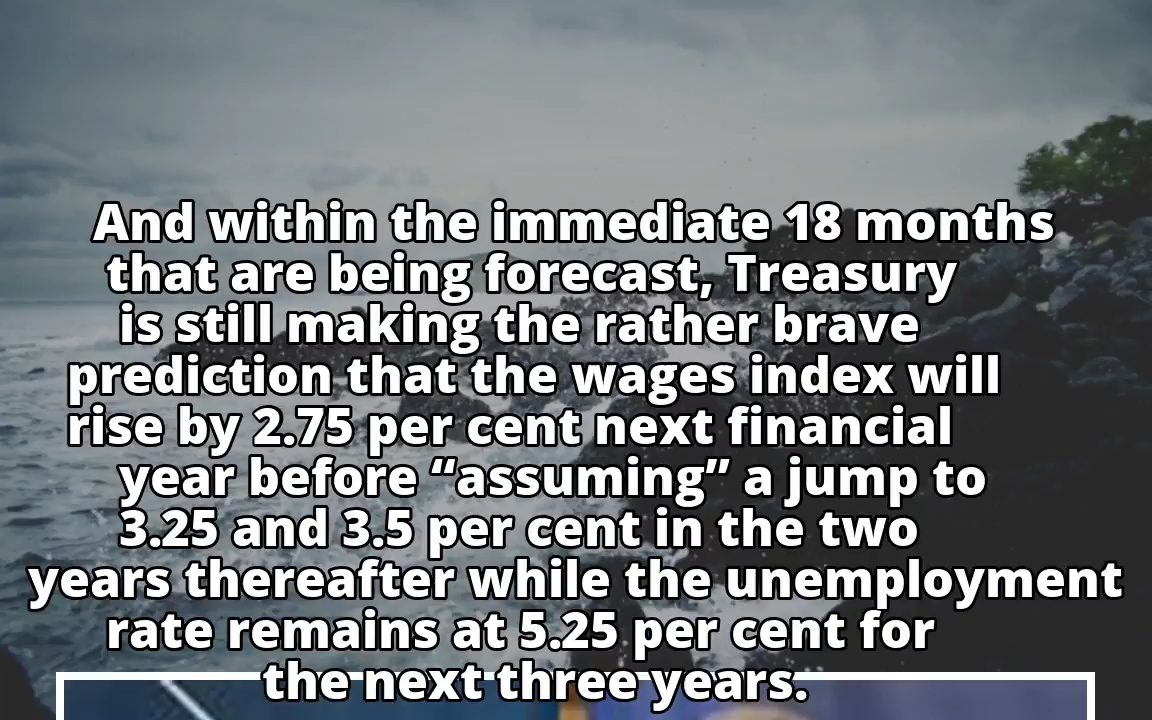 And within the immediate 18 months
that are being forecast, Treasury
is still making the rather brave
prediction that the wages index will
rise by 2.75 per cent next financial
year before “assuming” a jump to
3.25 and 3.5 per cent in the two
years thereafter while the unemployment
rate remains at 5.25 per cent for
the next three years.